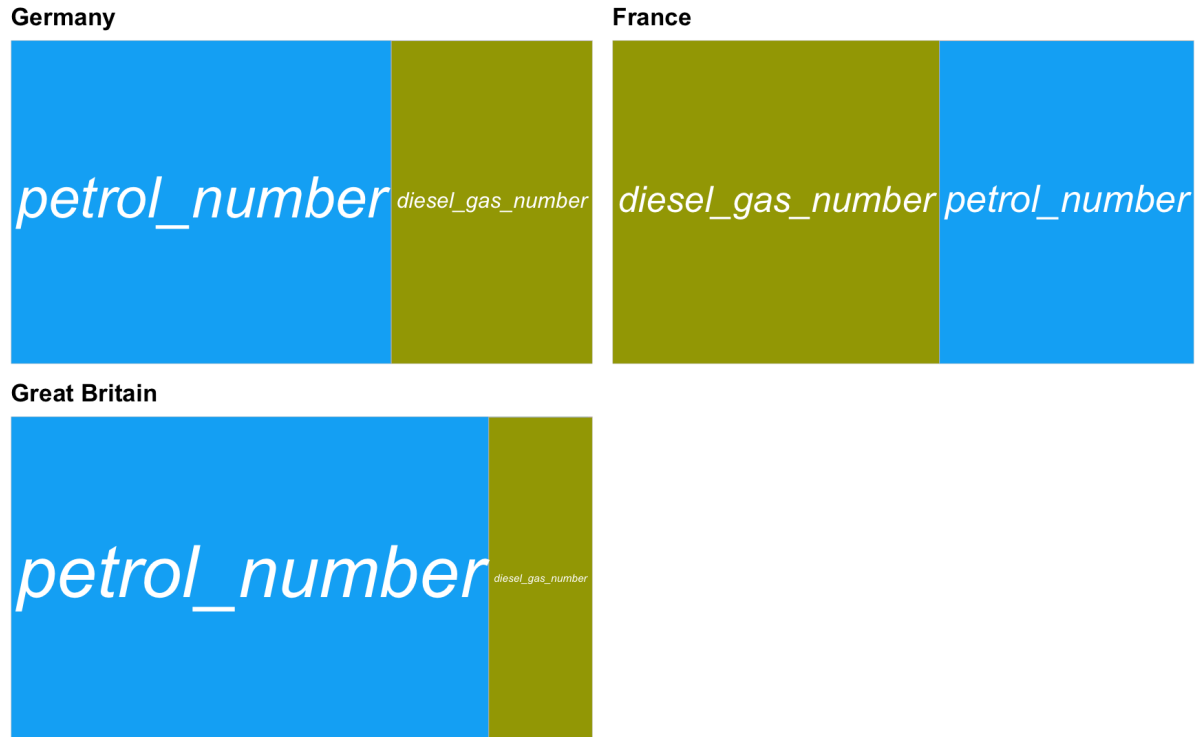 Germany
petrol_number
diesel_gas_number
France
diesel_gas_number
petrol_number
Great Britain
petrol_number
diesel_gas_number